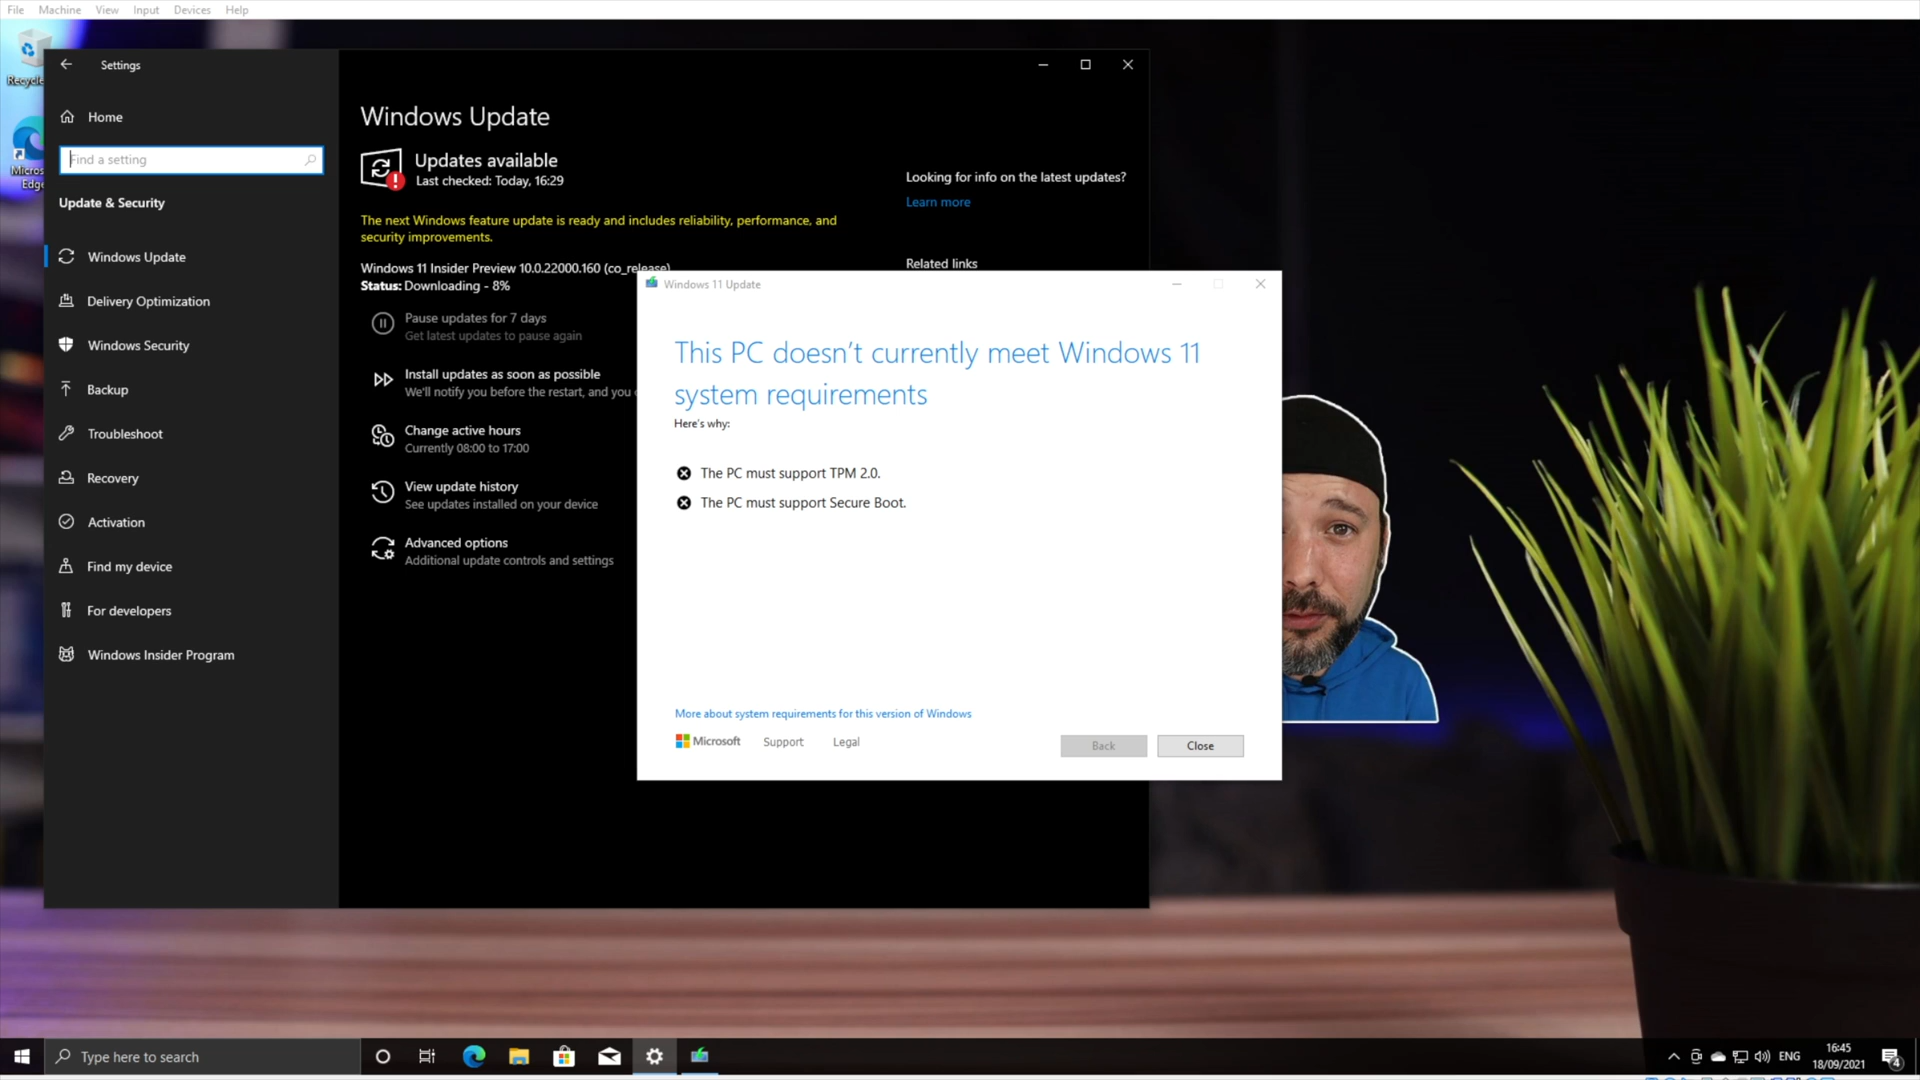 File Machine View Input Devices Help
Recycle
Micros
Edge
Settings
Home
Find a setting
Update & Security
Windows Update
Delivery Optimization
Windows Security
Backup
Troubleshoot
Recovery
Activation
Find my device
For developers
Windows Insider Program
Windows Update
Updates available
Last checked: Today, 16:29
The next Windows feature update is ready and includes reliability, performance, and
security improvements.
Windows 11 Insider Preview 10.0.22000.160 (co_release)
Status: Downloading - 8%
Pause updates for 7 days
Get latest updates to pause again
Install updates as soon as possible
We'll notify you before the restart, and you
Change active hours
Currently 08:00 to 17:00
View update history
See updates installed on your device
Advanced options
Additional update controls and settings
Looking for info on the latest updates?
Learn more
Related links
Windows 11 Update
This PC doesn't currently meet Windows 11
system requirements
Here's why:
The PC must support TPM 2.0.
The PC must support Secure Boot.
More about system requirements for this version of Windows
Microsoft Support Legal
Back Close
Type here to search
ENG
16:45
18/09/2021
4